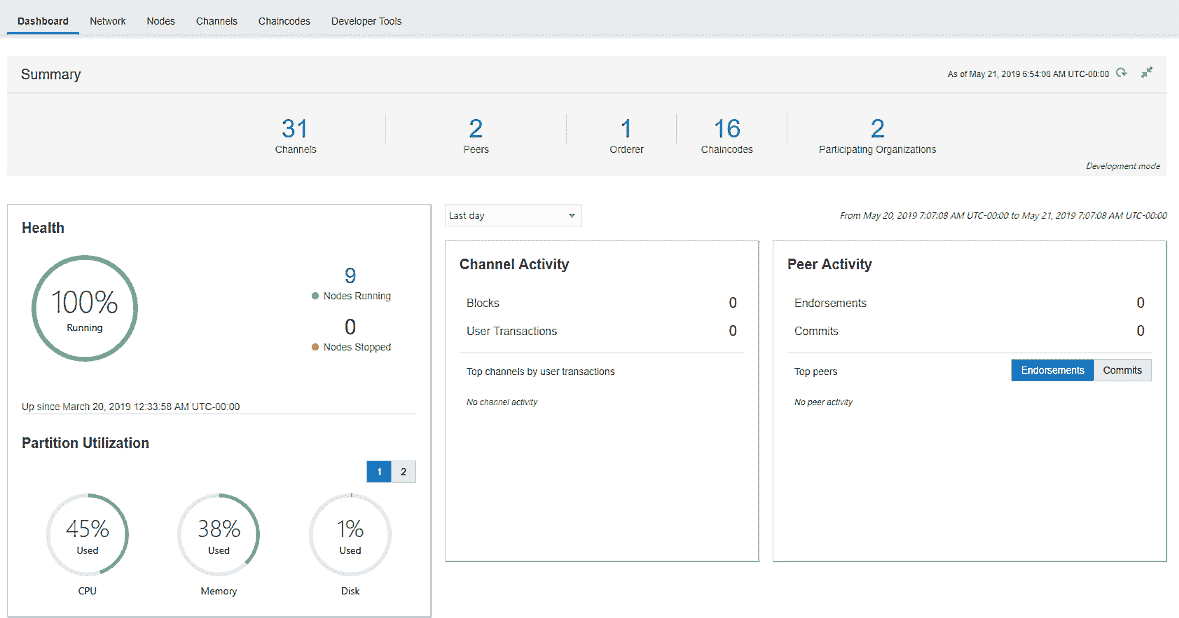 Dashboard Network Nodes Channels Chaincodes Developer Tools
Summary
As of May 21, 2019 6:54:08 AM UTC-00:00
31 2 1 16 2
Channels Peers Orderer Chaincodes Participating Organizations
Development mode
Health
100%
Running
9
Nodes Running
0
Nodes Stopped
Up since March 20, 2019 12:33:58 AM UTC-00:00
Partition Utilization
1 2
45% 38% 1%
Used Used Used
CPU Memory Disk
Last day
From May 20, 2019 7:07:08 AM UTC-00:00 to May 21, 2019 7:07:08 AM UTC-00:00
Channel Activity
Blocks 0
User Transactions 0
Top channels by user transactions
No channel activity
Peer Activity
Endorsements 0
Commits 0
Top peers Endorsements Commits
No peer activity